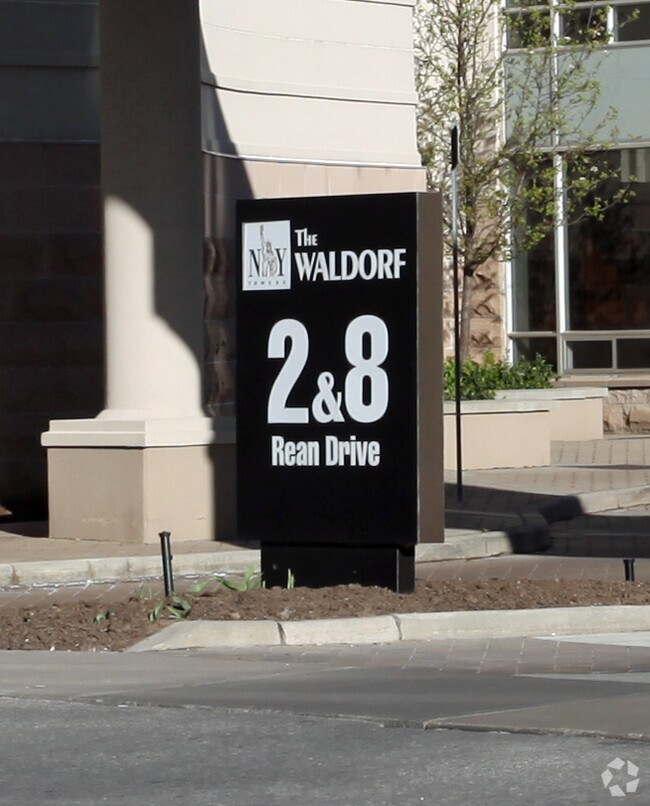 NY
TOWERS
The
WALDORF
2&8
Rean Drive